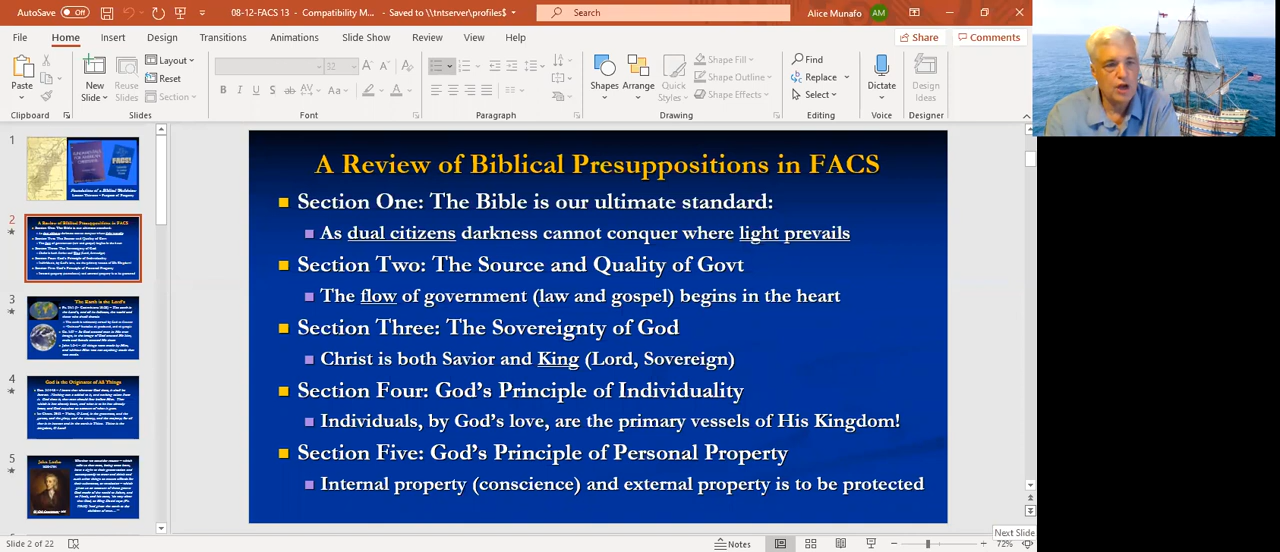 AutoSave Off 08-12-FACS 13 - Compatibility M... - Saved to \\tntserver\profiles$ Search Alice Munafo AM
File Home Insert Design Transitions Animations Slide Show Review View Help Share Comments
Paste New Slide Reuse Slides Layout Reset Section 32 Shapes Arrange Quick Styles Shape Fill Shape Outline Shape Effects Find Replace Select Dictate Design Ideas
Clipboard Slides Font Paragraph Drawing Editing Voice Designer
1
2
3
The Earth is the Lord's
4
God is the Originator of All Things
5
John Locke
A Review of Biblical Presuppositions in FACS
Section One: The Bible is our ultimate standard:
As dual citizens darkness cannot conquer where light prevails
Section Two: The Source and Quality of Govt
The flow of government (law and gospel) begins in the heart
Section Three: The Sovereignty of God
Christ is both Savior and King (Lord, Sovereign)
Section Four: God's Principle of Individuality
Individuals, by God's love, are the primary vessels of His Kingdom!
Section Five: God's Principle of Personal Property
Internal property (conscience) and external property is to be protected
Next Slide
Slide 2 of 22 Notes 72%